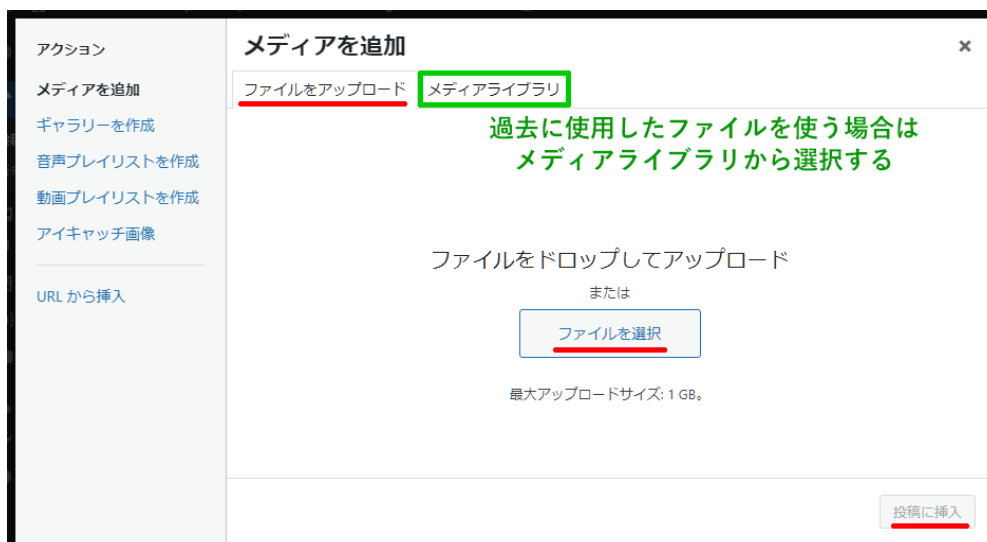 アクション
メディアを追加
ギャラリーを作成
音声プレイリストを作成
動画プレイリストを作成
アイキャッチ画像
URL から挿入
メディアを追加
×
ファイルをアップロード メディアライブラリ
過去に使用したファイルを使う場合は
メディアライブラリから選択する
ファイルをドロップしてアップロード
または
ファイルを選択
最大アップロードサイズ: 1 GB。
投稿に挿入